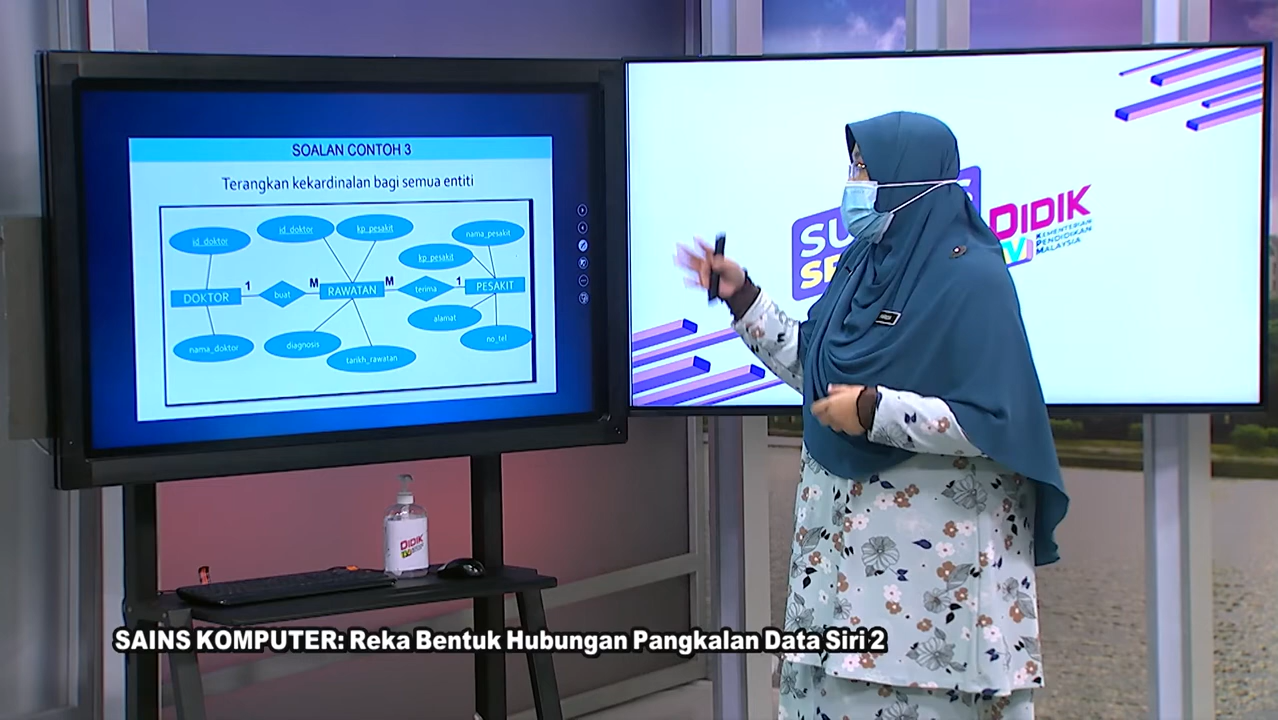 SOALAN CONTOH 3
Terangkan kekardinalan bagi semua entiti
id_doktor
id_doktor
kp_pesakit
nama_pesakit
kp_pesakit
DOKTOR
1
buat
M
RAWATAN
M
terima
1
PESAKIT
alamat
nama_doktor
diagnosis
tarikh_rawatan
no_tel
SU
DIDIK
KEMENTERIAN
PENDIDIKAN
MALAYSIA
DIDIK
SAINS KOMPUTER: Reka Bentuk Hubungan Pangkalan Data Siri 2